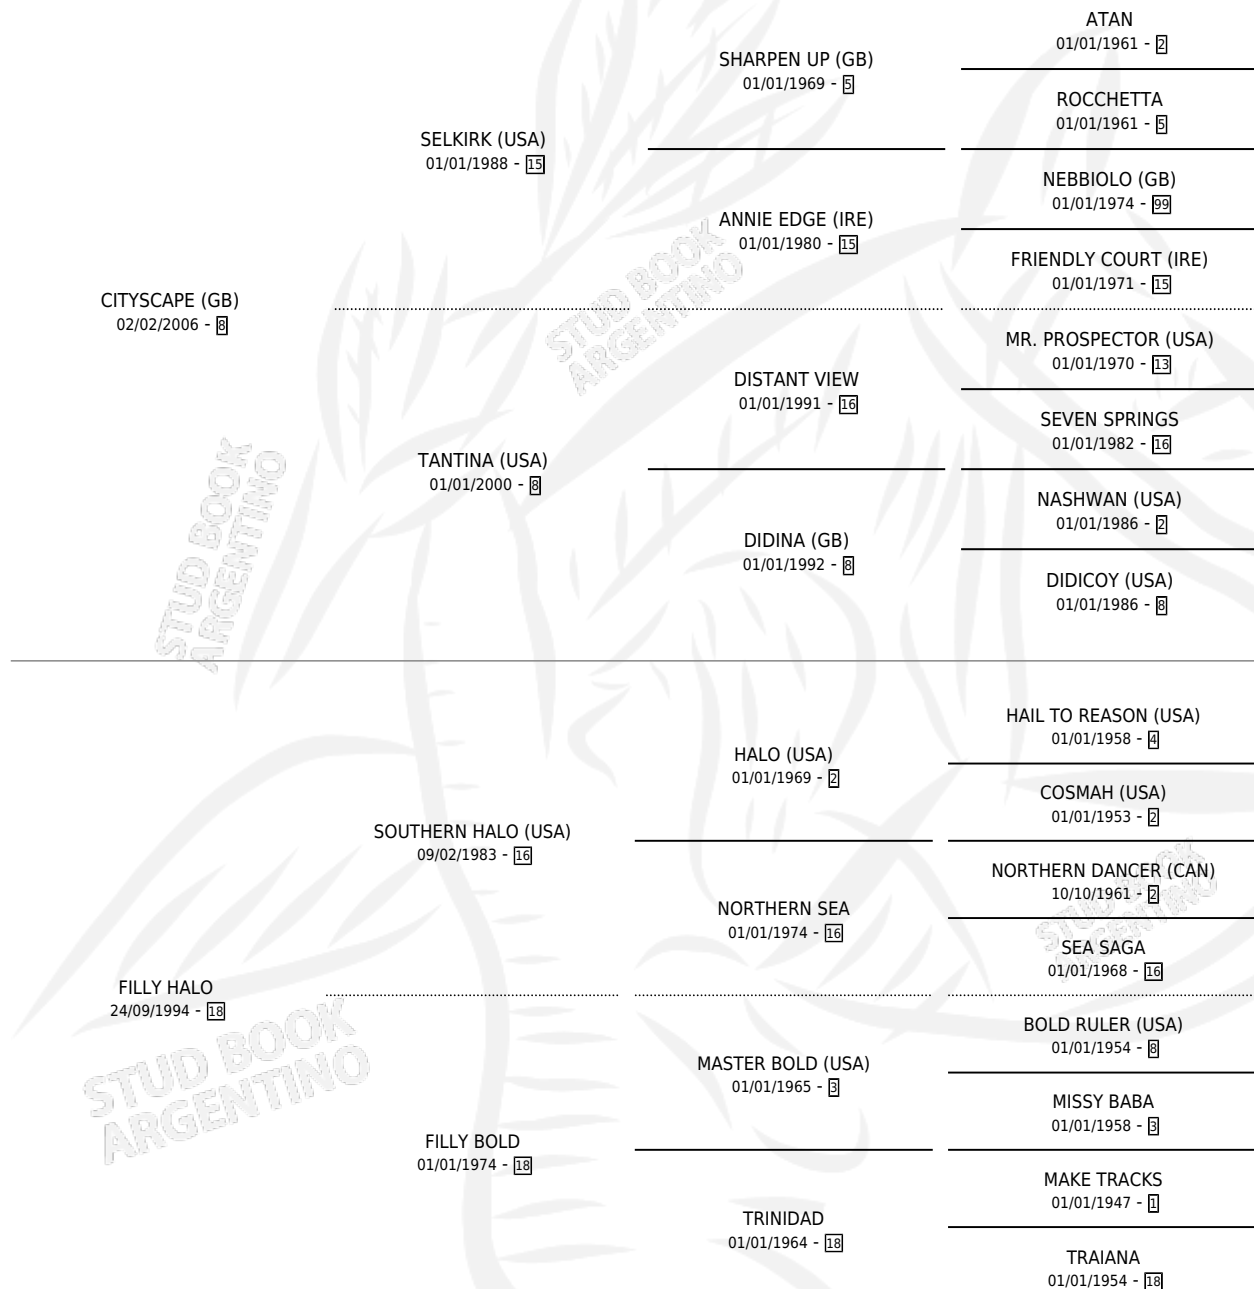 ATAN
01/01/1961 - 2
SHARPEN UP (GB)
01/01/1969 - 5
ROCCHETTA
01/01/1961 - 5
SELKIRK (USA)
01/01/1988 - 15
NEBBIOLO (GB)
01/01/1974 - 99
ANNIE EDGE (IRE)
01/01/1980 - 15
FRIENDLY COURT (IRE)
01/01/1971 - 15
CITYSCAPE (GB)
02/02/2006 - 8
MR. PROSPECTOR (USA)
01/01/1970 - 13
DISTANT VIEW
01/01/1991 - 16
SEVEN SPRINGS
01/01/1982 - 16
TANTINA (USA)
01/01/2000 - 8
NASHWAN (USA)
01/01/1986 - 2
DIDINA (GB)
01/01/1992 - 8
DIDICOY (USA)
01/01/1986 - 8
HAIL TO REASON (USA)
01/01/1958 - 4
HALO (USA)
01/01/1969 - 2
COSMAH (USA)
01/01/1953 - 2
SOUTHERN HALO (USA)
09/02/1983 - 16
NORTHERN DANCER (CAN)
10/10/1961 - 2
NORTHERN SEA
01/01/1974 - 16
SEA SAGA
01/01/1968 - 16
FILLY HALO
24/09/1994 - 18
BOLD RULER (USA)
01/01/1954 - 8
MASTER BOLD (USA)
01/01/1965 - 3
MISSY BABA
01/01/1958 - 3
FILLY BOLD
01/01/1974 - 18
MAKE TRACKS
01/01/1947 - 1
TRINIDAD
01/01/1964 - 18
TRAIANA
01/01/1954 - 18
STUD BOOK
ARGENTINO
STUD BOOK
ARGENTINO
STUD BOOK
ARGENTINO
STUD BOOK
ARGENTINO